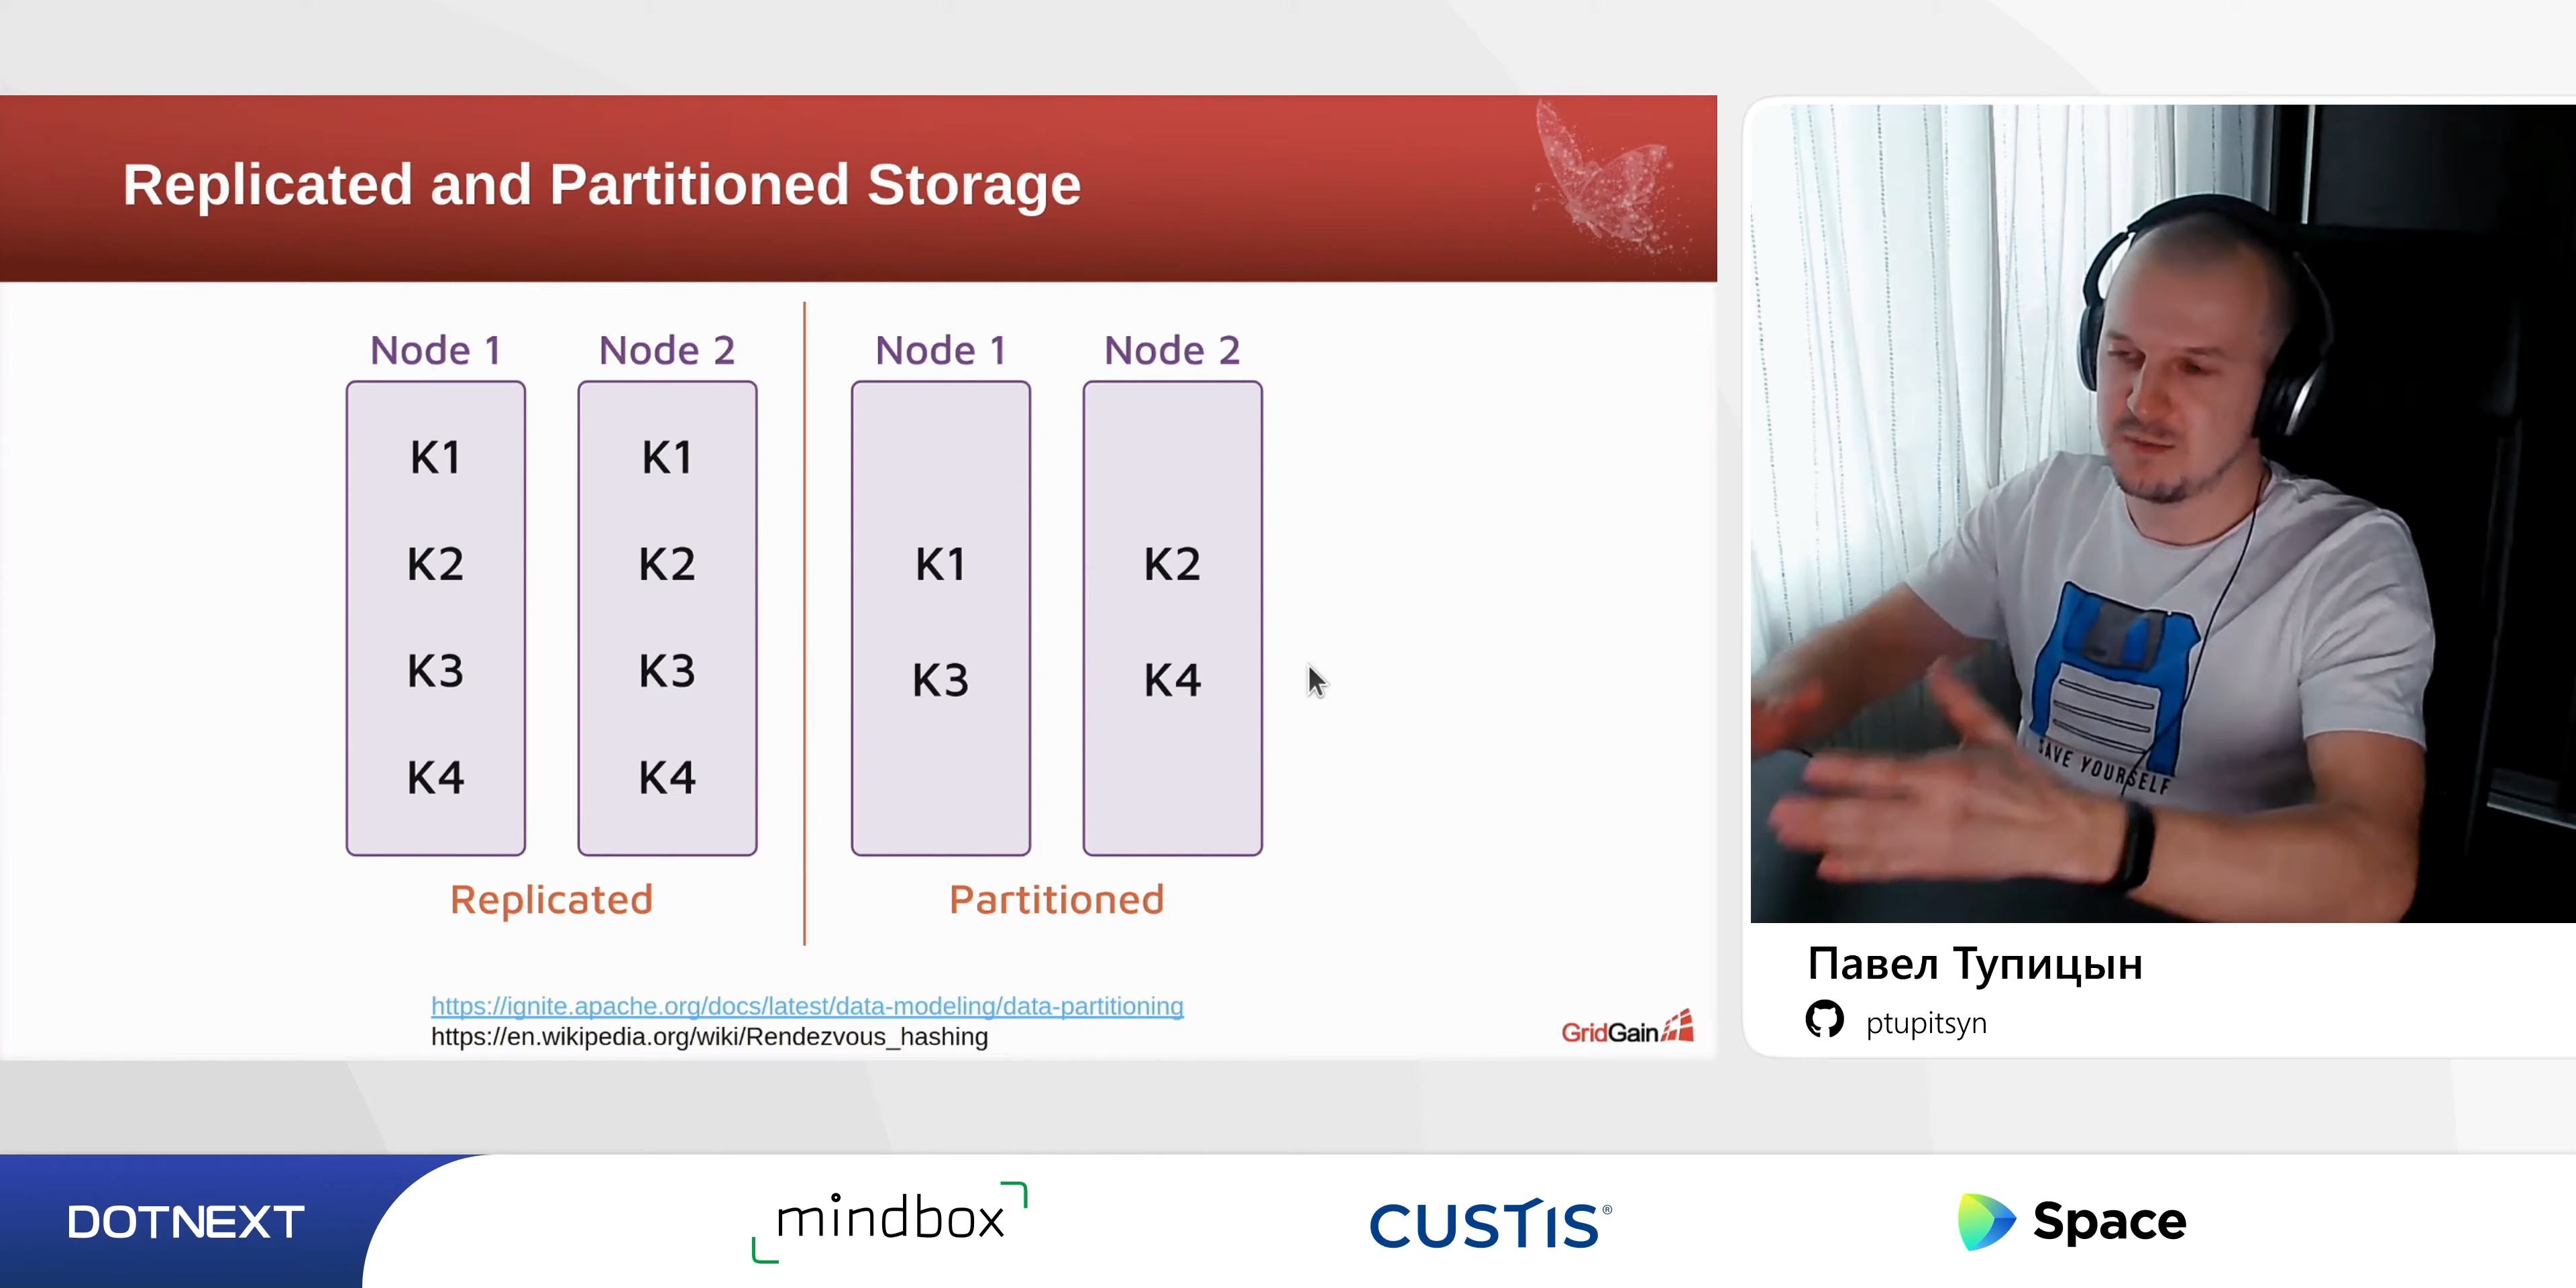 Replicated and Partitioned Storage
Node 1
Node 2
Node 1
Node 2
K1
K2
K3
K4
K1
K2
K3
K4
K1
K3
K2
K4
Replicated
Partitioned
https://ignite.apache.org/docs/latest/data-modeling/data-partitioning
https://en.wikipedia.org/wiki/Rendezvous_hashing
GridGain
SAVE YOURSELF
Павел Тупицын
ptupitsyn
DOTNEXT
mindbox
CUSTIS®
Space